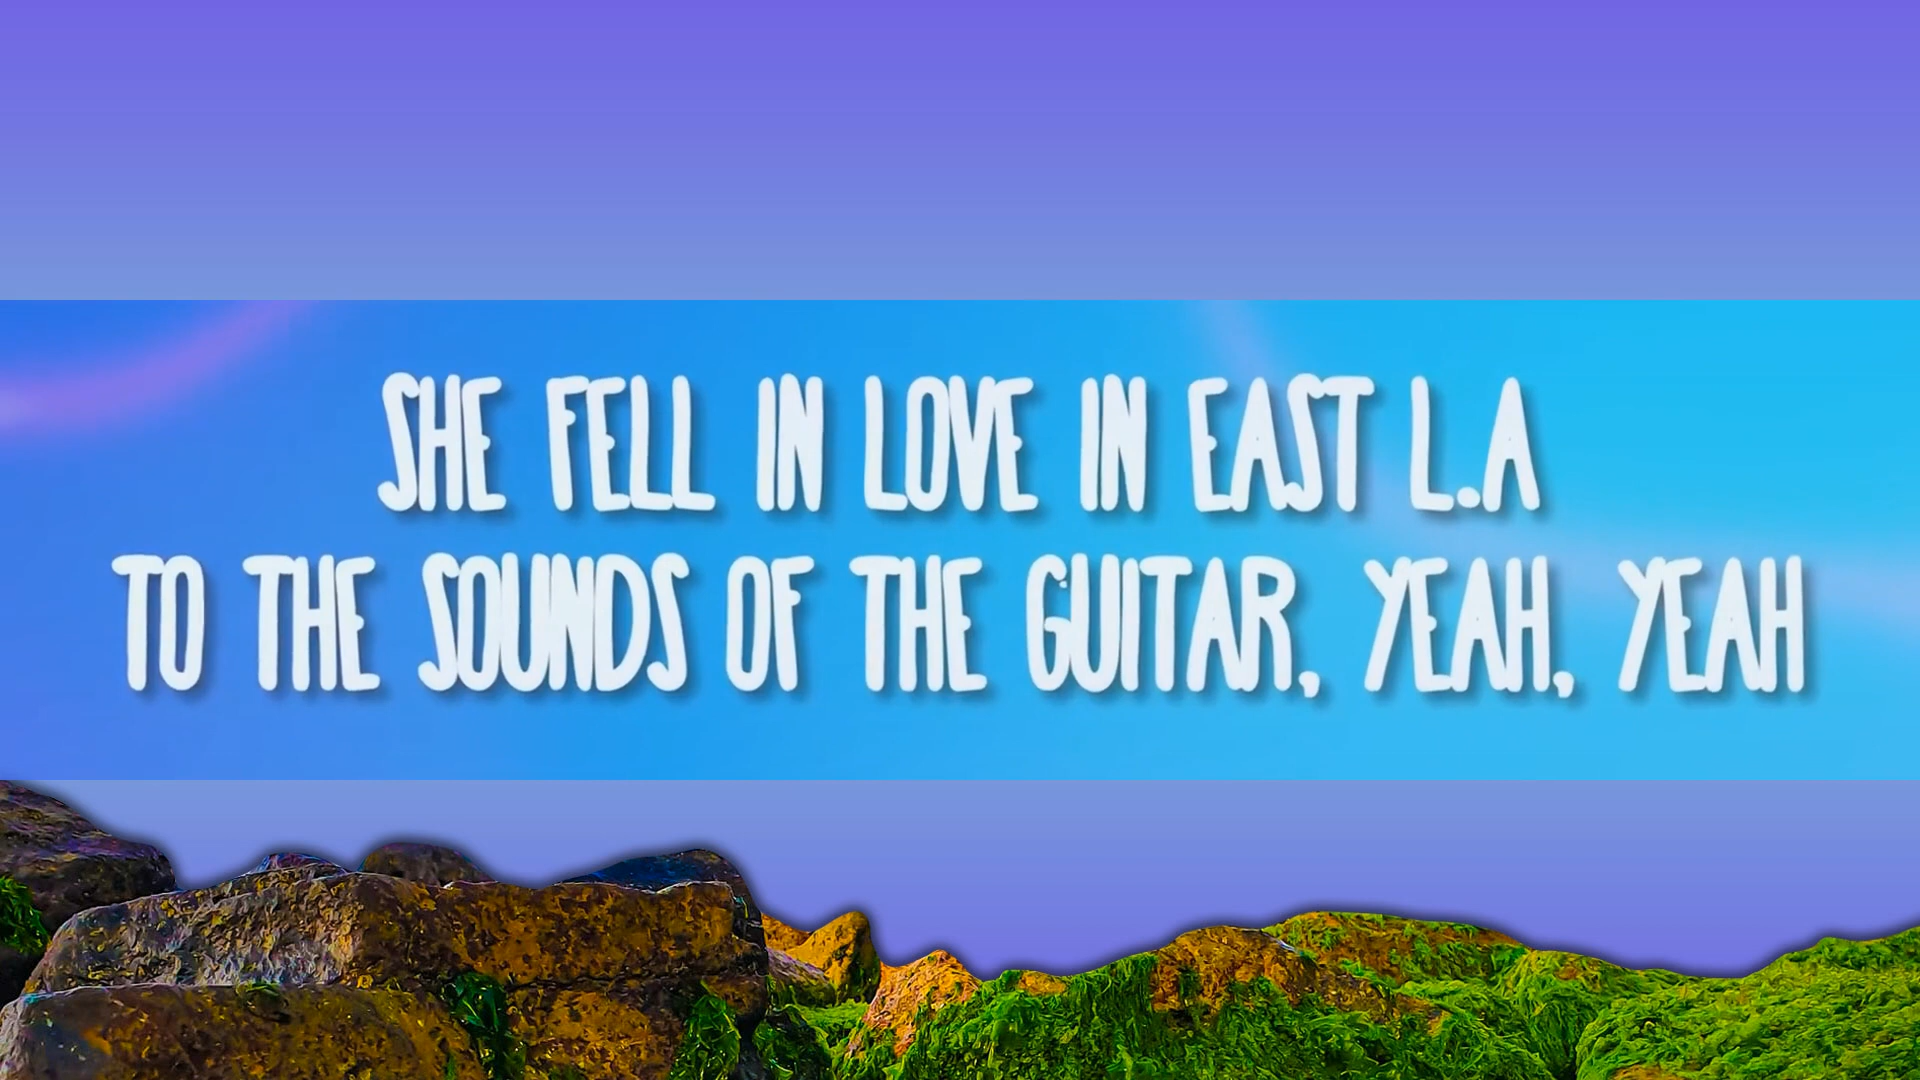 SHE FELL IN LOVE IN EAST L.A
TO THE SOUNDS OF THE GUITAR, YEAH, YEAH